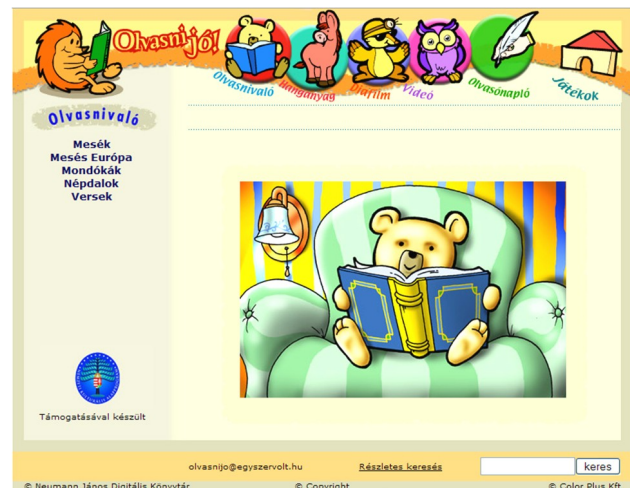 Olvasni jó!
Olvasnivaló
Hanganyag
Diafilm
Videó
Olvasónapló
Játékok
Olvasnivaló
Mesék
Mesés Európa
Mondókák
Népdalok
Versek
Támogatásával készült
olvasnijo@egyszervolt.hu
Részletes keresés
keres
© Neumann János Digitális Könyvtár
© Copyright
© Color Plus Kft